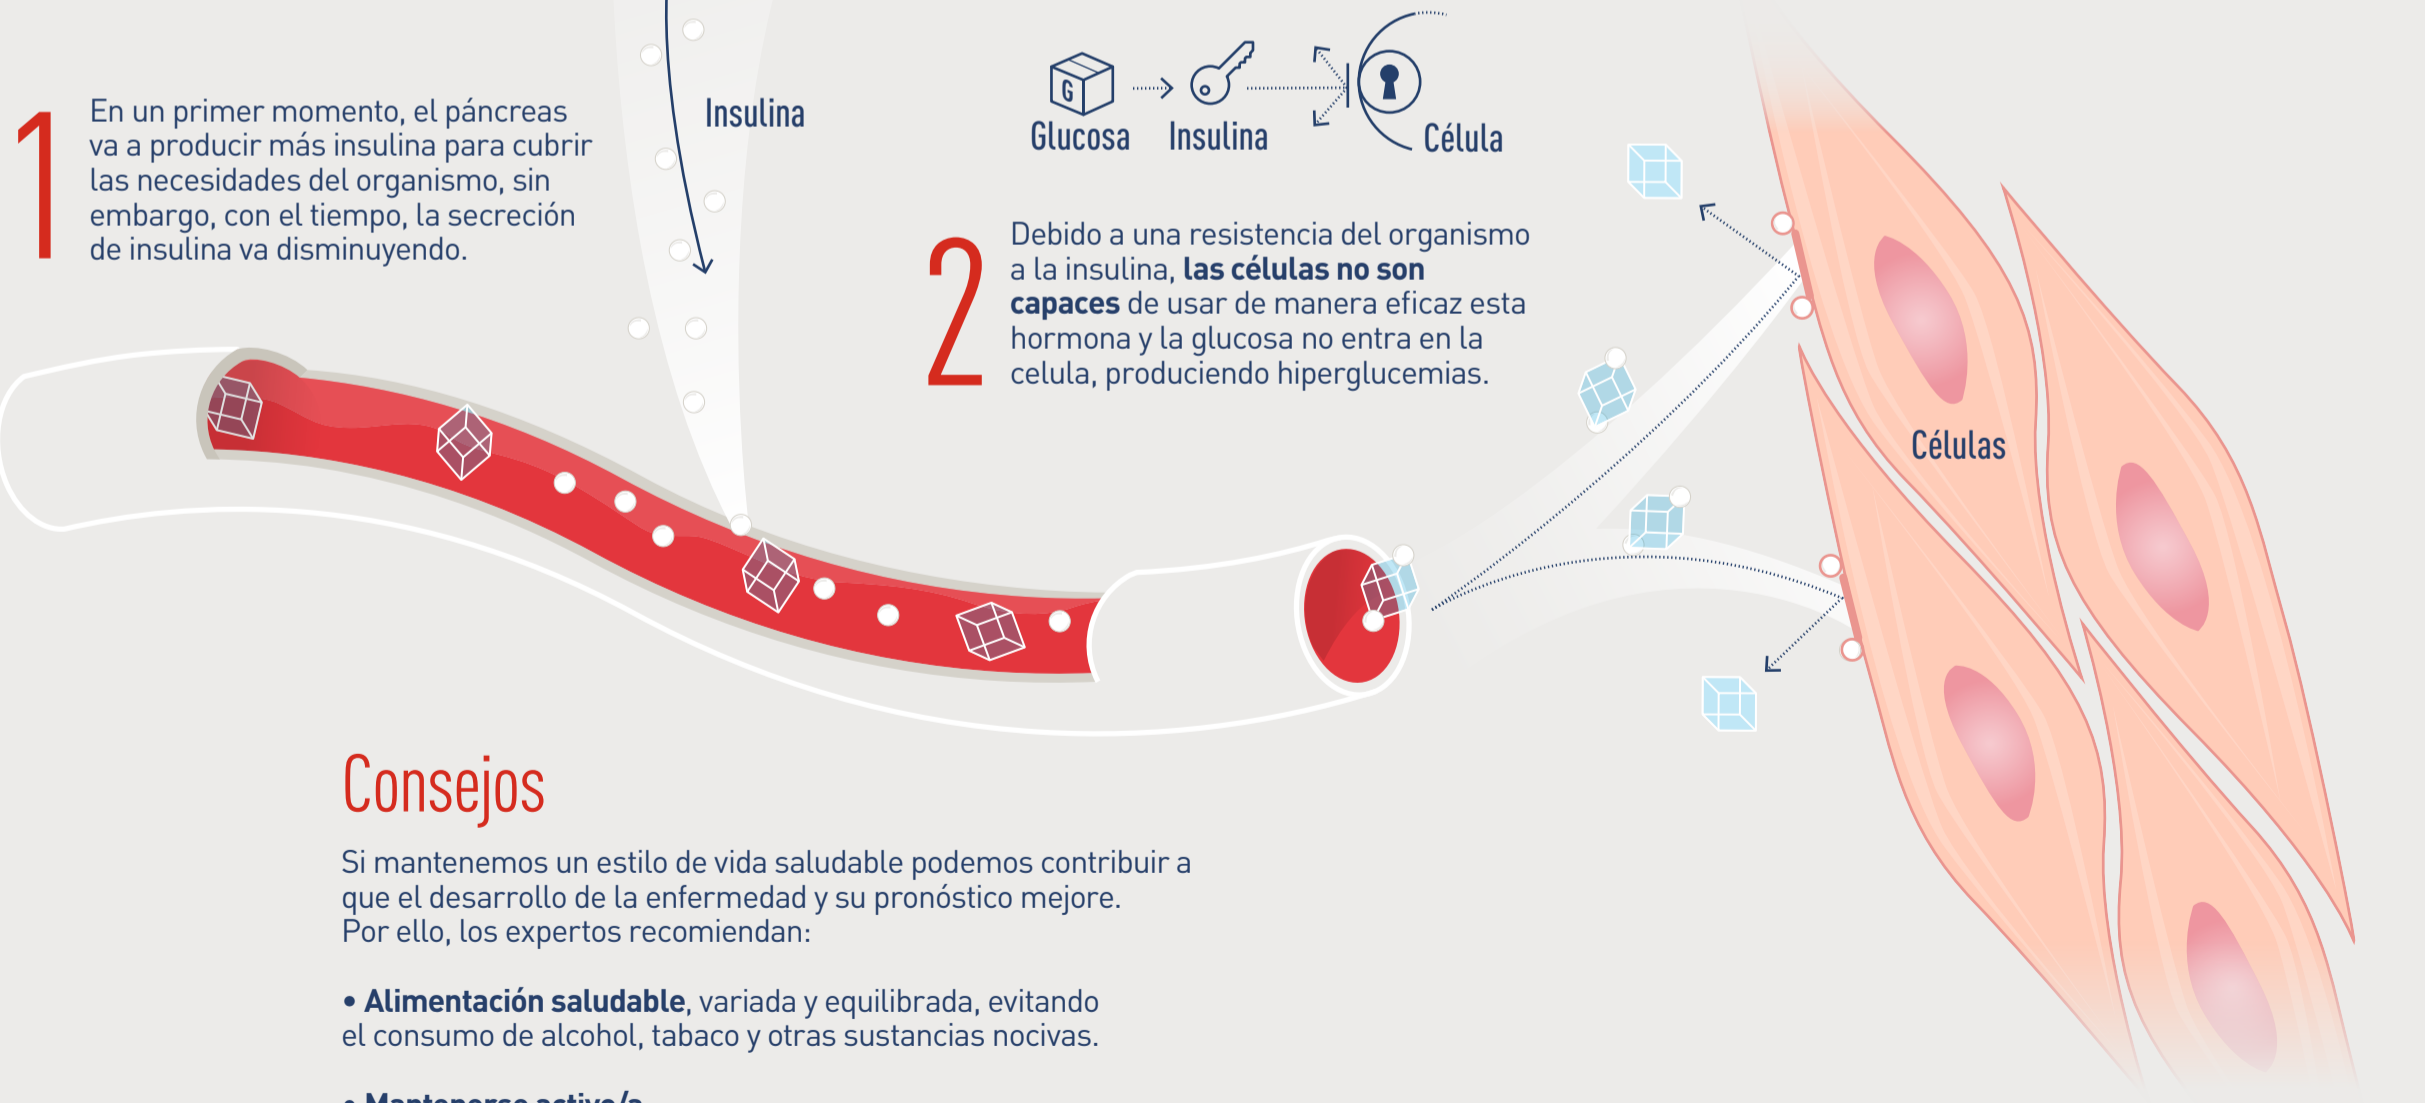 1
En un primer momento, el páncreas
va a producir más insulina para cubrir
las necesidades del organismo, sin
embargo, con el tiempo, la secreción
de insulina va disminuyendo.
Insulina
G
Glucosa
Insulina
Célula
2
Debido a una resistencia del organismo
a la insulina, las células no son
capaces de usar de manera eficaz esta
hormona y la glucosa no entra en la
celula, produciendo hiperglucemias.
Células
Consejos
Si mantenemos un estilo de vida saludable podemos contribuir a
que el desarrollo de la enfermedad y su pronóstico mejore.
Por ello, los expertos recomiendan:
• Alimentación saludable, variada y equilibrada, evitando
el consumo de alcohol, tabaco y otras sustancias nocivas.
• Mantenerse activo/a